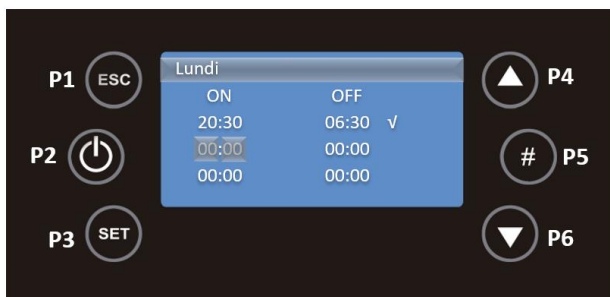 Lundi
ON OFF
20:30 06:30 √
00:00 00:00
00:00 00:00
P1 ESC
P2
P3 SET
P4
# P5
P6